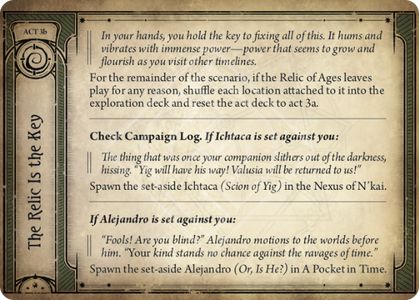 ACT 3b
The Relic Is the Key
In your hands, you hold the key to fixing all of this. It hums and
vibrates with immense power—power that seems to grow and
flourish as you visit other timelines.
For the remainder of the scenario, if the Relic of Ages leaves
play for any reason, shuffle each location attached to it into the
exploration deck and reset the act deck to act 3a.
Check Campaign Log. If Ichtaca is set against you:
The thing that was once your companion slithers out of the darkness,
hissing. “Yig will have his way! Valusia will be returned to us!”
Spawn the set-aside Ichtaca (Scion of Yig) in the Nexus of N’kai.
If Alejandro is set against you:
“Fools! Are you blind?” Alejandro motions to the worlds before
him. “Your kind stands no chance against the ravages of time.”
Spawn the set-aside Alejandro (Or, Is He?) in A Pocket in Time.